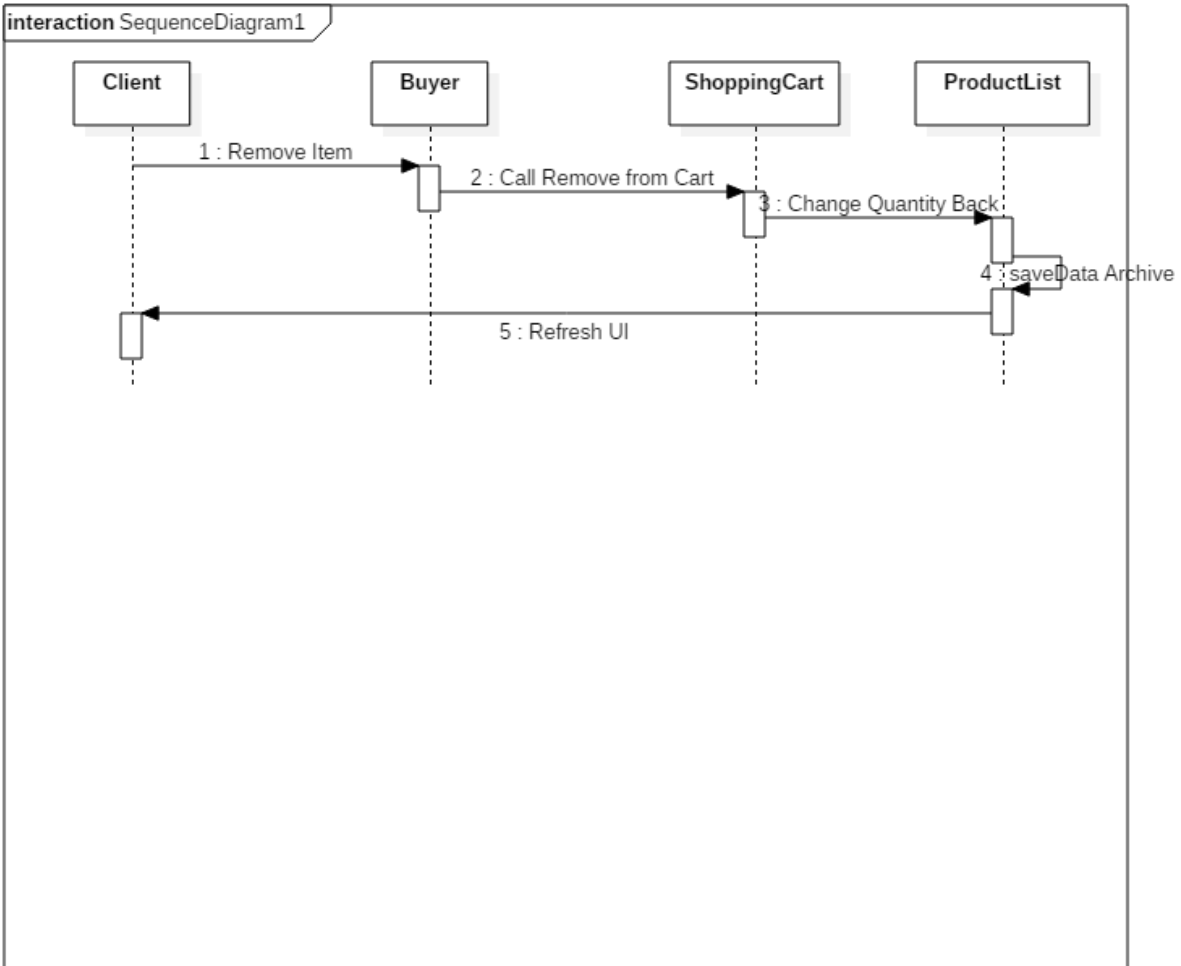 interaction SequenceDiagram1
Client
Buyer
ShoppingCart
ProductList
1 : Remove Item
2 : Call Remove from Cart
3 : Change Quantity Back
4 : saveData Archive
5 : Refresh UI